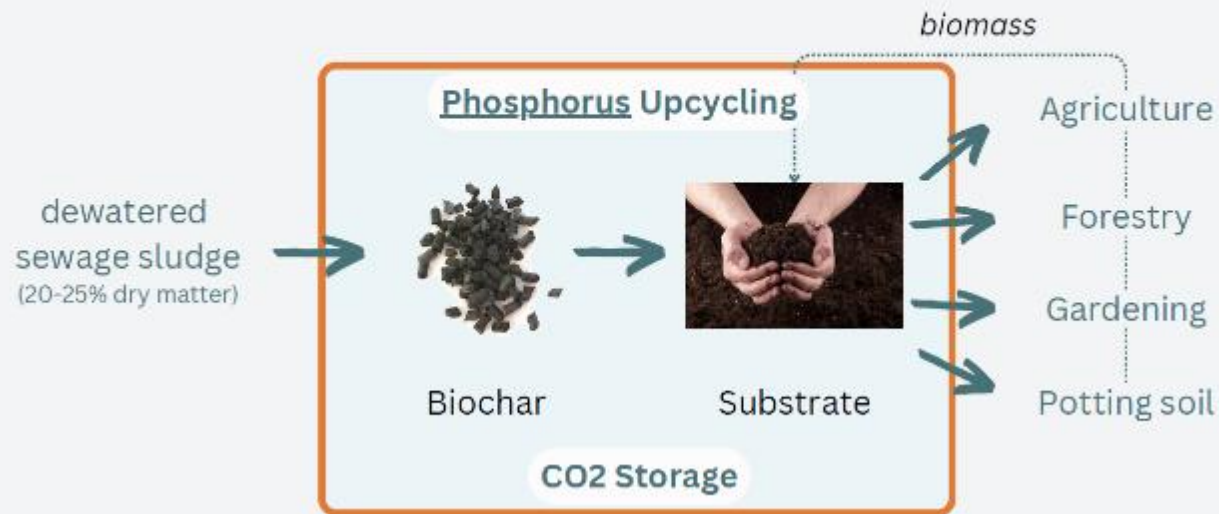 biomass
Phosphorus Upcycling
dewatered
sewage sludge
(20-25% dry matter)
Biochar
Substrate
CO2 Storage
Agriculture
Forestry
Gardening
Potting soil